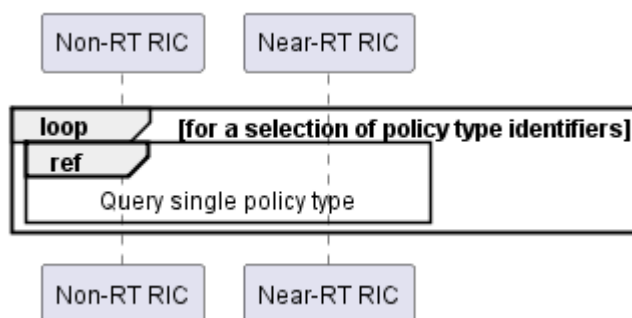 Non-RT RIC Near-RT RIC
loop [for a selection of policy type identifiers]
ref
Query single policy type
Non-RT RIC Near-RT RIC